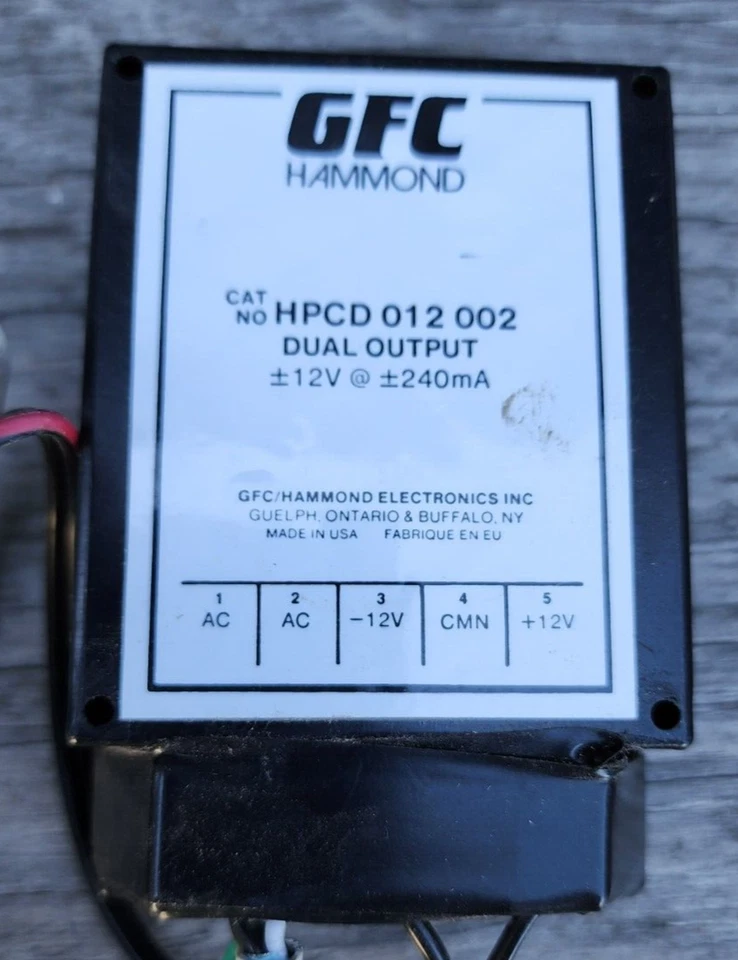 GFC
HAMMOND
CAT NO HPCD 012 002
DUAL OUTPUT
±12V @ ±240mA
GFC/HAMMOND ELECTRONICS INC
GUELPH, ONTARIO & BUFFALO, NY
MADE IN USA FABRIQUE EN EU
1 2 3 4 5
AC AC -12V CMN +12V